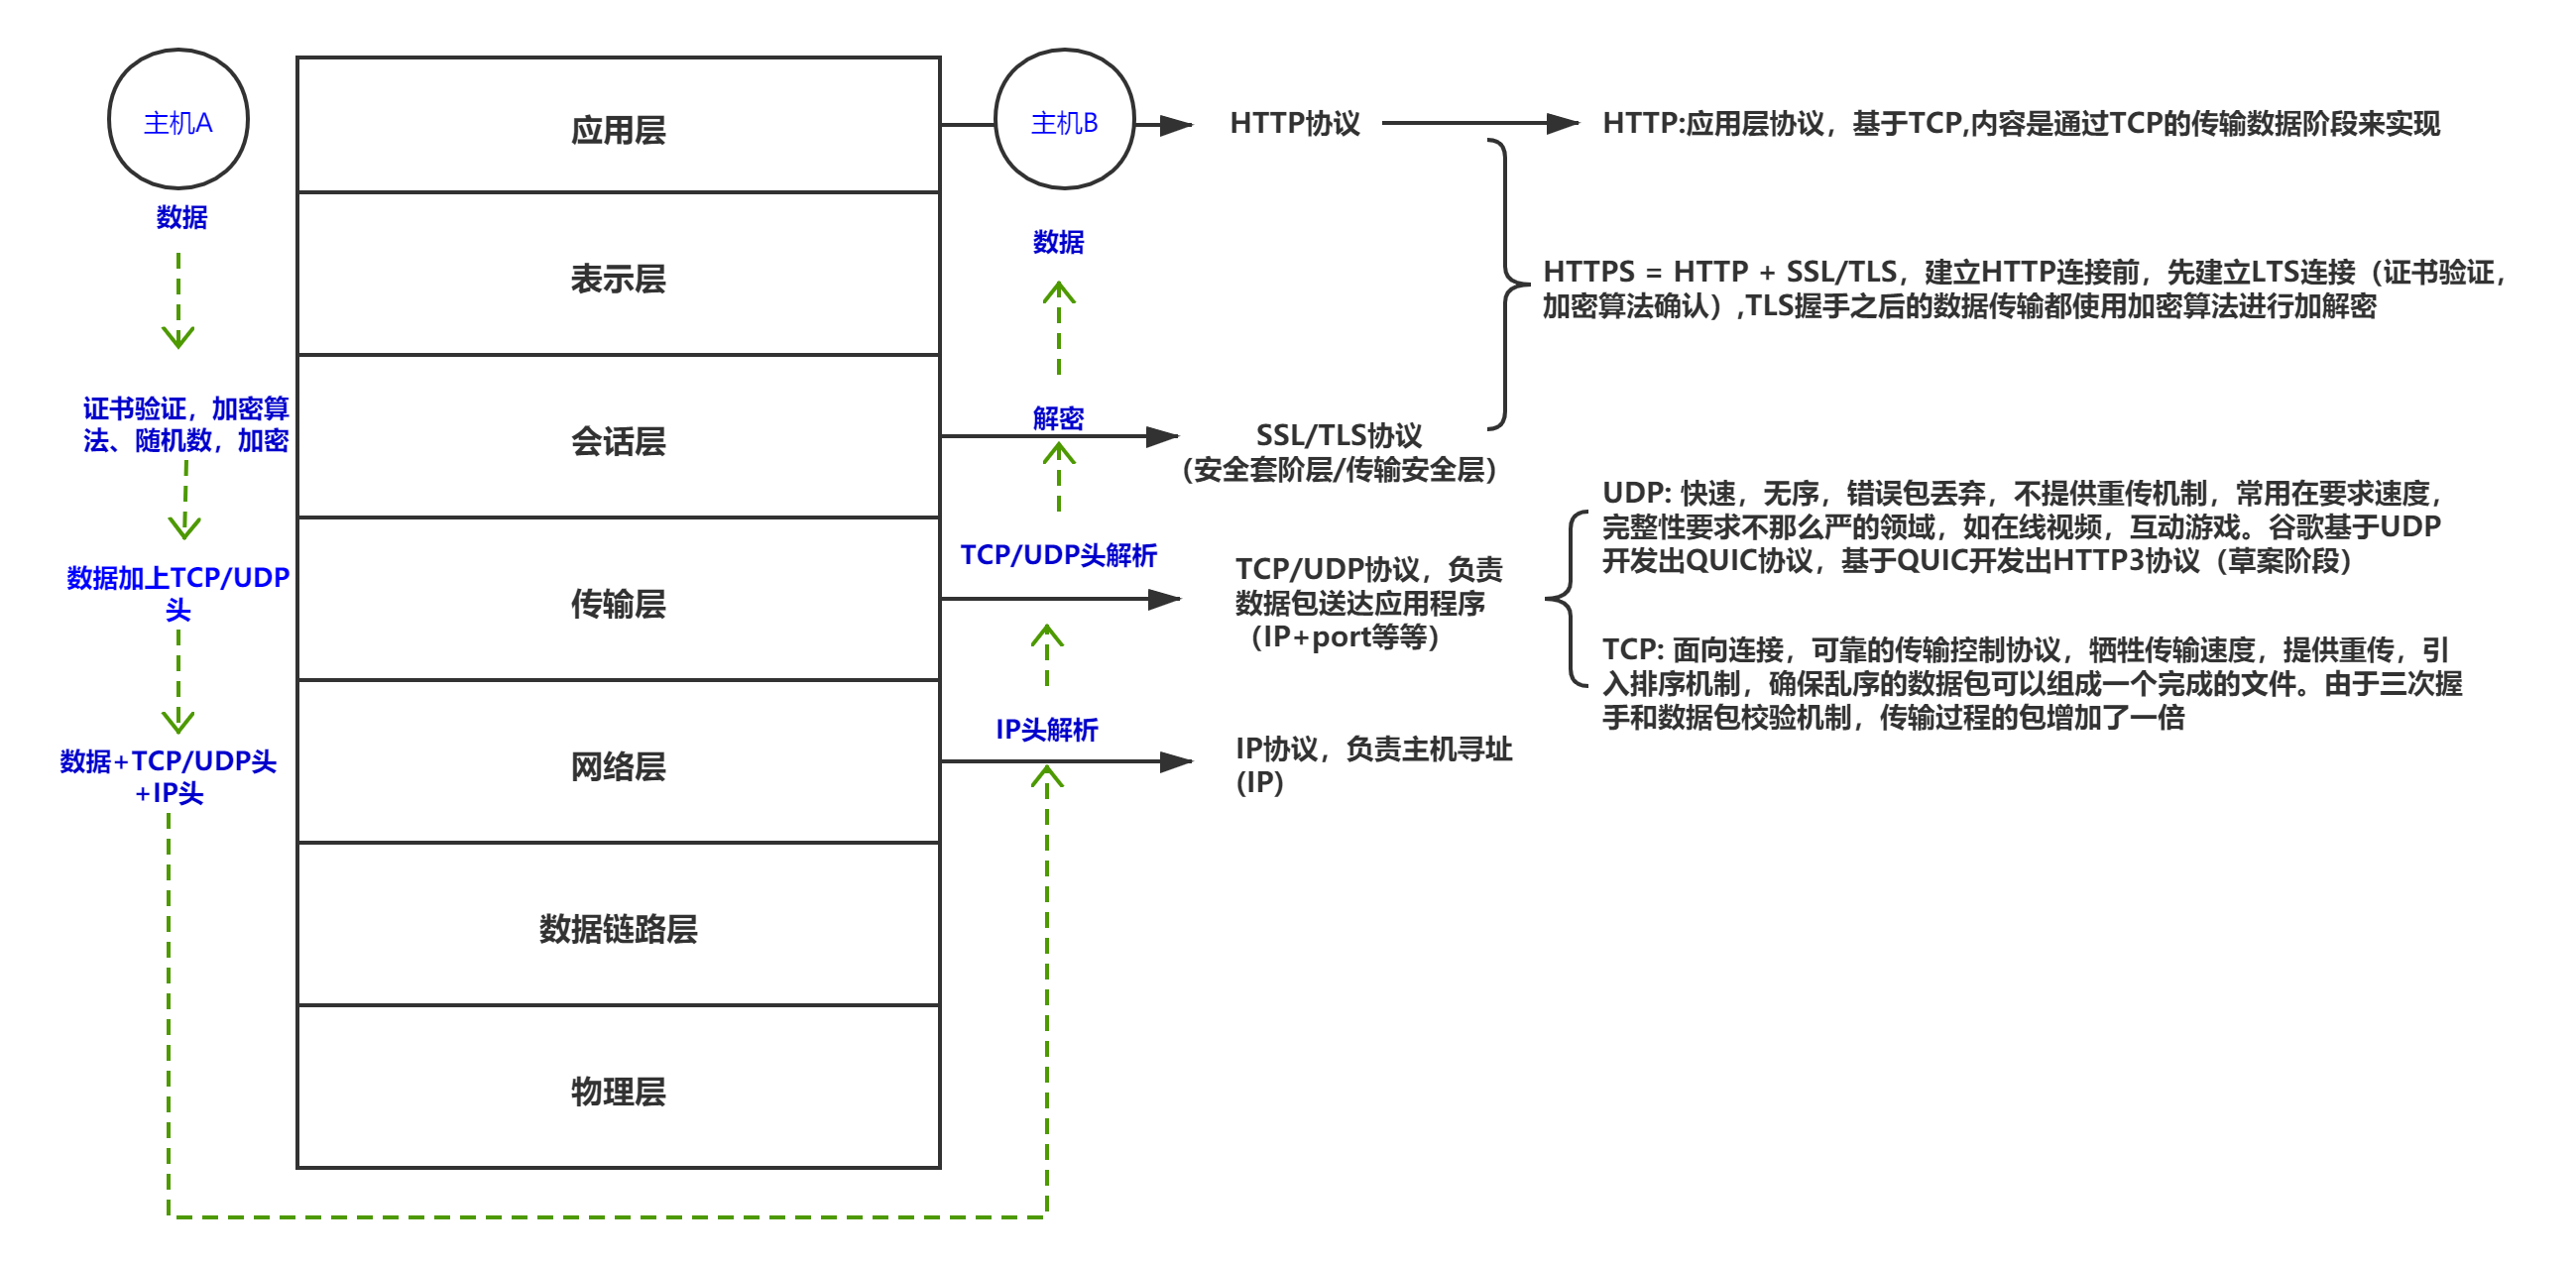 主机A
数据
证书验证，加密算
法、随机数，加密
数据加上TCP/UDP
头
数据+TCP/UDP头
+IP头
应用层
表示层
会话层
传输层
网络层
数据链路层
物理层
主机B
数据
解密
TCP/UDP头解析
IP头解析
HTTP协议
SSL/TLS协议
（安全套阶层/传输安全层）
TCP/UDP协议，负责
数据包送达应用程序
（IP+port等等）
IP协议，负责主机寻址
(IP)
HTTP:应用层协议，基于TCP,内容是通过TCP的传输数据阶段来实现
HTTPS = HTTP + SSL/TLS，建立HTTP连接前，先建立LTS连接（证书验证，
加密算法确认）,TLS握手之后的数据传输都使用加密算法进行加解密
UDP: 快速，无序，错误包丢弃，不提供重传机制，常用在要求速度，
完整性要求不那么严的领域，如在线视频，互动游戏。谷歌基于UDP
开发出QUIC协议，基于QUIC开发出HTTP3协议（草案阶段）
TCP: 面向连接，可靠的传输控制协议，牺牲传输速度，提供重传，引
入排序机制，确保乱序的数据包可以组成一个完成的文件。由于三次握
手和数据包校验机制，传输过程的包增加了一倍